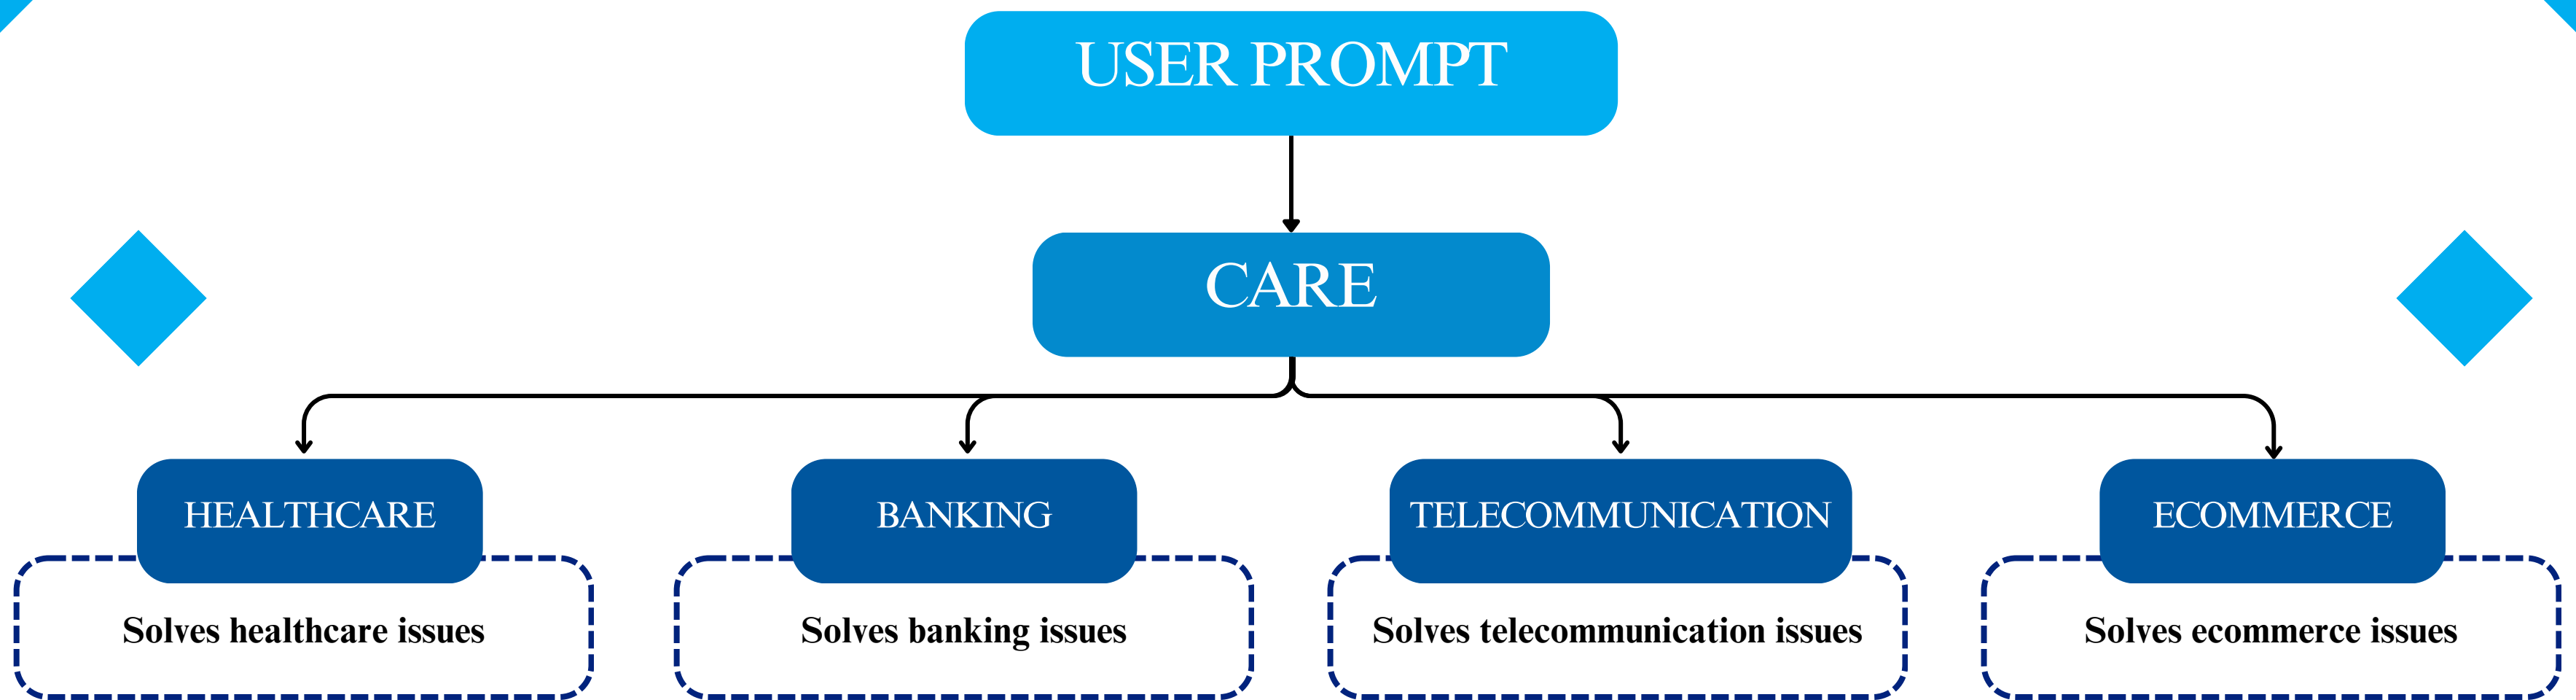 USER PROMPT
CARE
HEALTHCARE
BANKING
TELECOMMUNICATION
ECOMMERCE
Solves healthcare issues
Solves banking issues
Solves telecommunication issues
Solves ecommerce issues